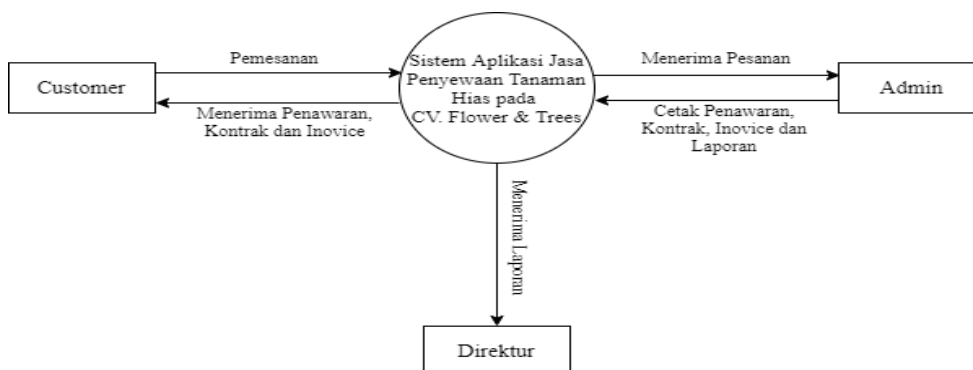 Customer
Pemesanan
Menerima Penawaran,
Kontrak dan Inovice
Sistem Aplikasi Jasa
Penyewaan Tanaman
Hias pada
CV. Flower & Trees
Menerima Pesanan
Cetak Penawaran,
Kontrak, Inovice dan
Laporan
Admin
Menerima Laporan
Direktur